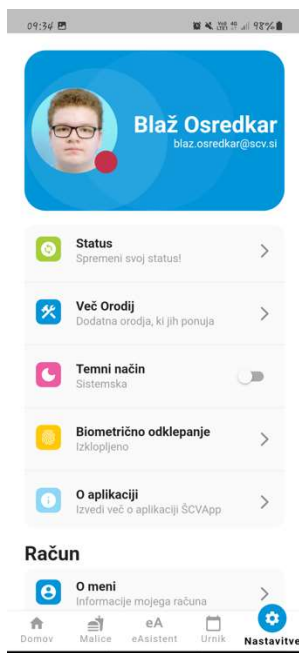 09:34
98%
Blaž Osredkar
blaz.osredkar@scv.si
Status
Spremeni svoj status!
Več Orodij
Dodatna orodja, ki jih ponuja
Temni način
Sistemska
Biometrično odklepanje
Izklopljeno
O aplikaciji
Izvedi več o aplikaciji ŠCVApp
Račun
O meni
Informacije mojega računa
eA
Domov Malice eAsistent Urnik Nastavitve